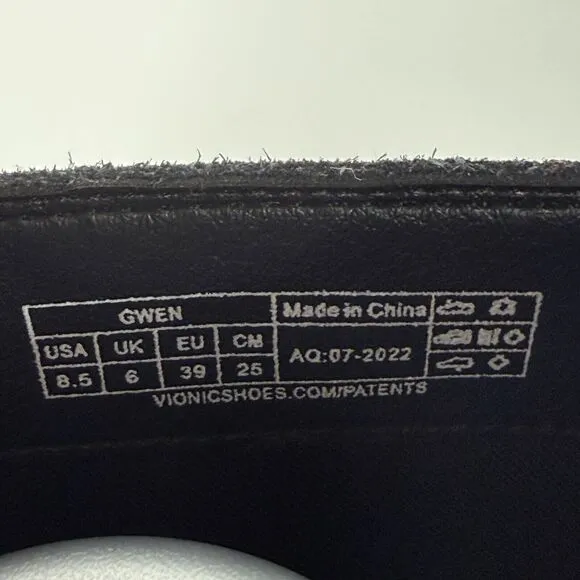 GWEN Made in China
USA UK EU CM
8.5 6 39 25
AQ:07-2022
VIONICSHOES.COM/PATENTS